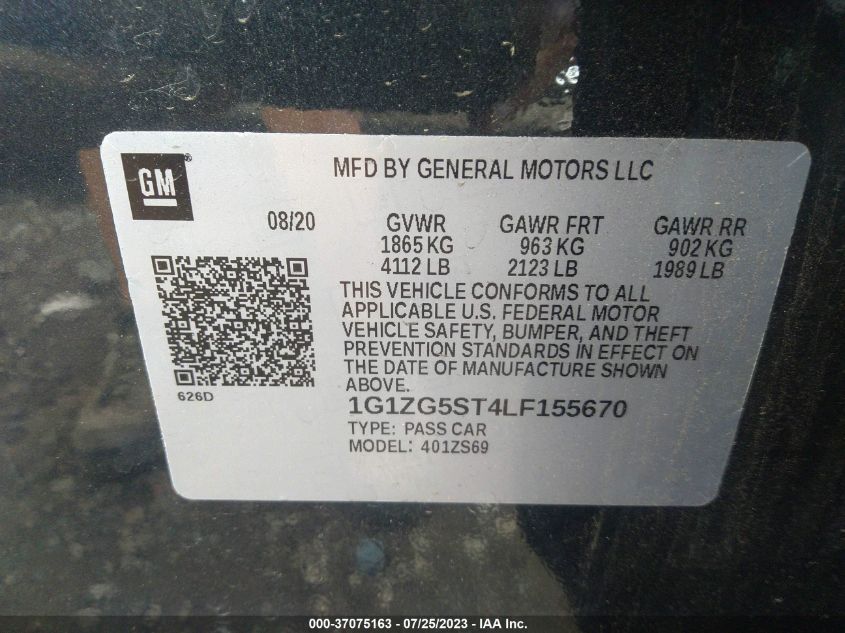 GM®
MFD BY GENERAL MOTORS LLC
08/20 GVWR GAWR FRT GAWR RR
1865 KG 963 KG 902 KG
4112 LB 2123 LB 1989 LB
THIS VEHICLE CONFORMS TO ALL
APPLICABLE U.S. FEDERAL MOTOR
VEHICLE SAFETY, BUMPER, AND THEFT
PREVENTION STANDARDS IN EFFECT ON
THE DATE OF MANUFACTURE SHOWN
ABOVE.
626D
1G1ZG5ST4LF155670
TYPE: PASS CAR
MODEL: 401ZS69
000-37075163 - 07/25/2023 - IAA Inc.